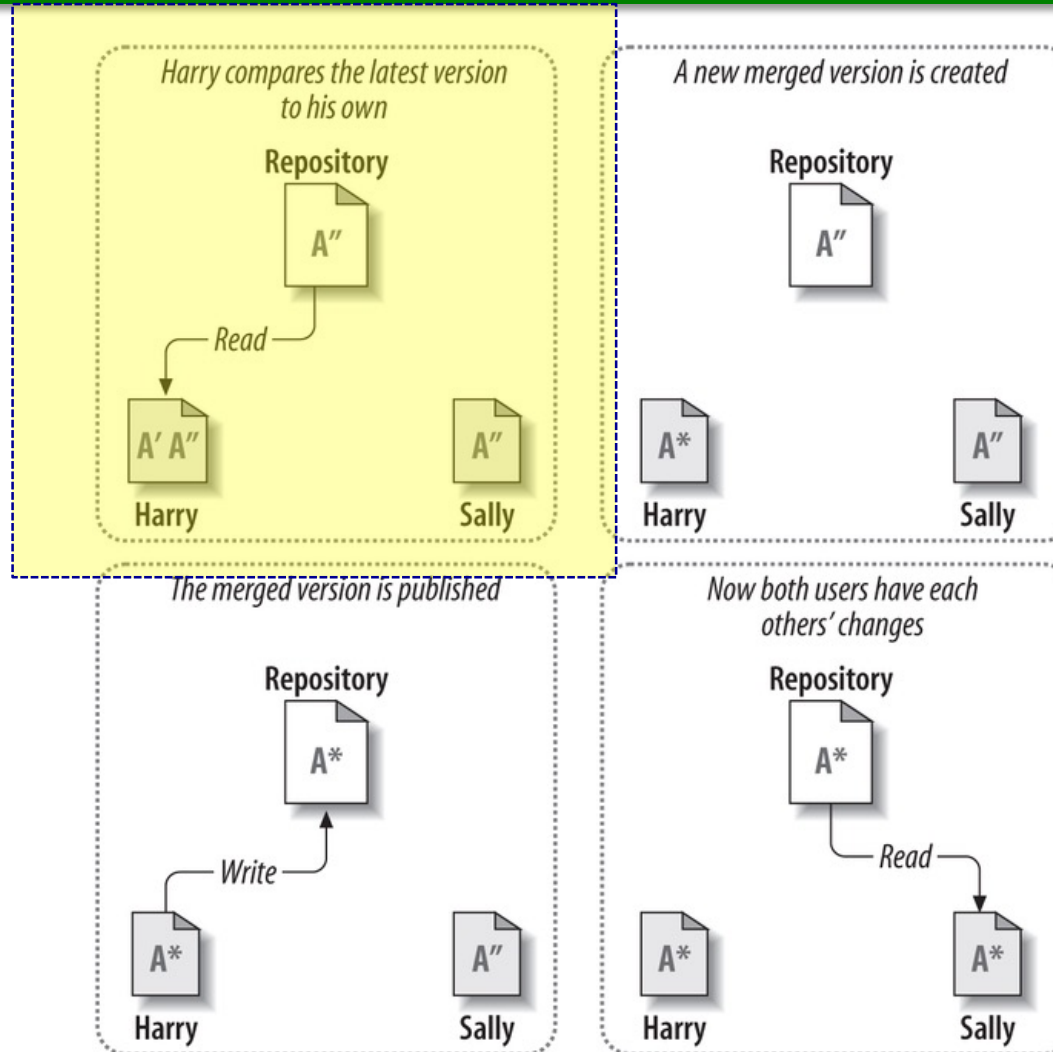 Harry compares the latest version
to his own
Repository
A″
Read
A′ A″
A″
Harry
Sally
A new merged version is created
Repository
A″
A*
A″
Harry
Sally
The merged version is published
Repository
A*
Write
A*
A″
Harry
Sally
Now both users have each
others’ changes
Repository
A*
Read
A*
A*
Harry
Sally